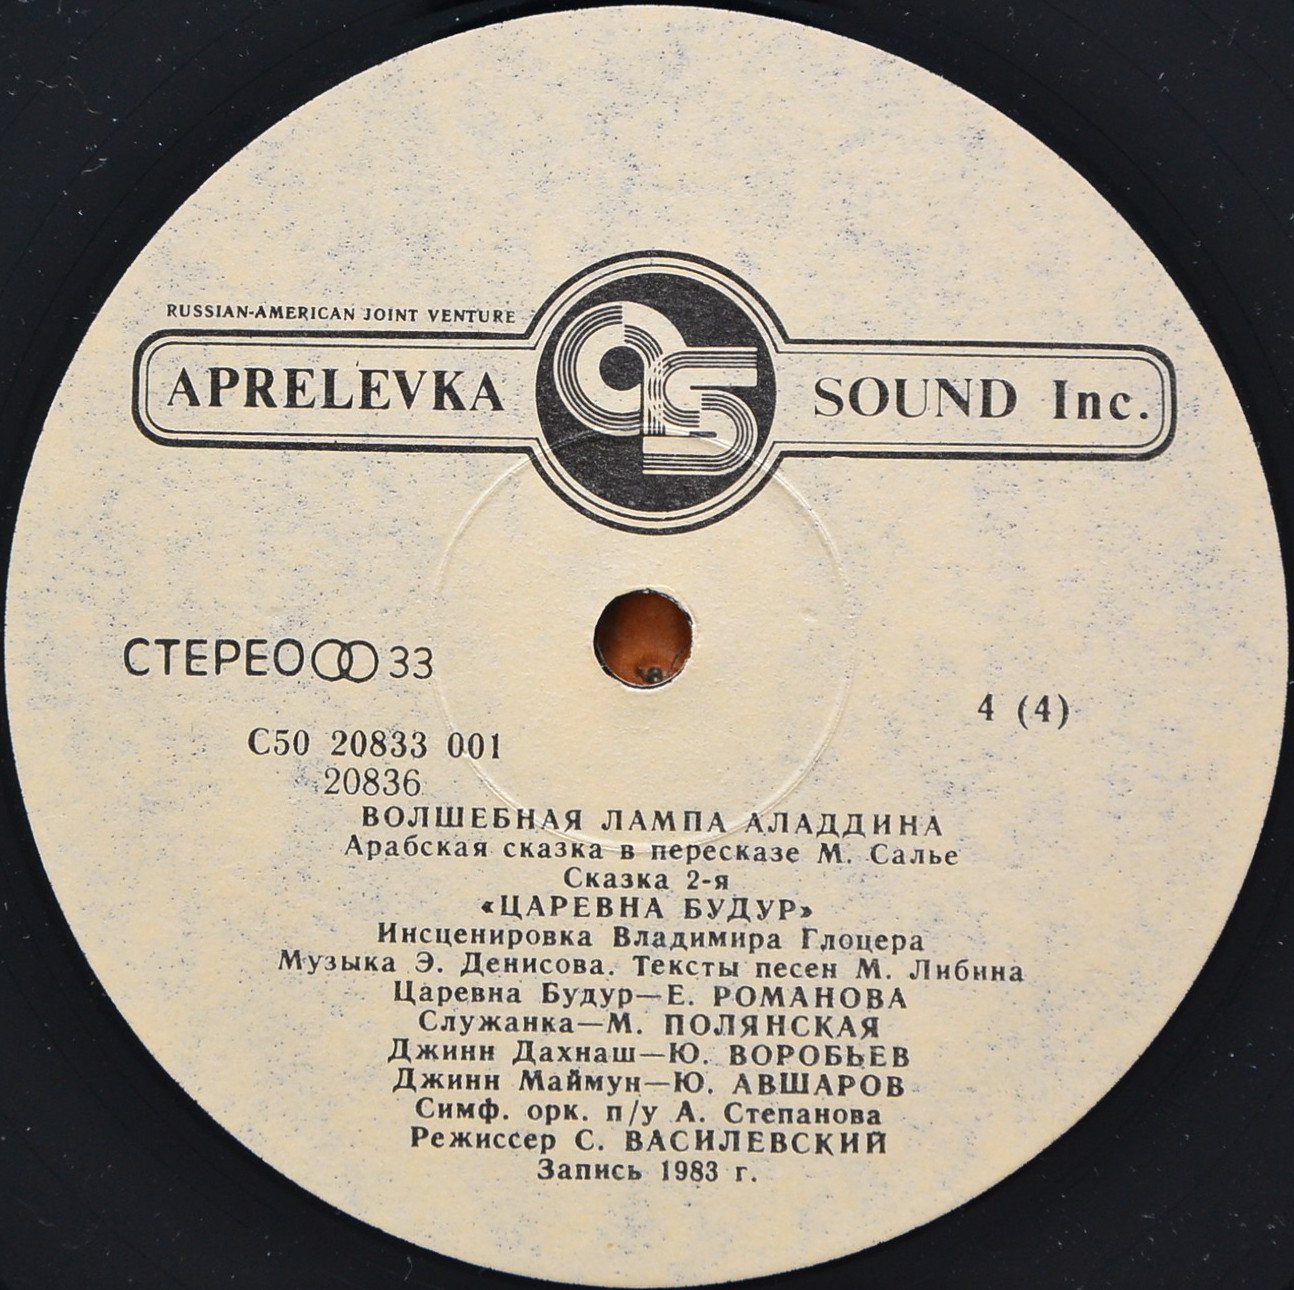 RUSSIAN-AMERICAN JOINT VENTURE
APRELEVKA SOUND Inc.
СТЕРЕО 33
4 (4)
С50 20833 001
20836
ВОЛШЕБНАЯ ЛАМПА АЛАДДИНА
Арабская сказка в пересказе М. Салье
Сказка 2-я
«ЦАРЕВНА БУДУР»
Инсценировка Владимира Глоцера
Музыка Э. Денисова. Тексты песен М. Либина
Царевна Будур—Е. РОМАНОВА
Служанка—М. ПОЛЯНСКАЯ
Джинн Дахнаш—Ю. ВОРОБЬЕВ
Джинн Маймун—Ю. АВШАРОВ
Симф. орк. п/у А. Степанова
Режиссер С. ВАСИЛЕВСКИЙ
Запись 1983 г.